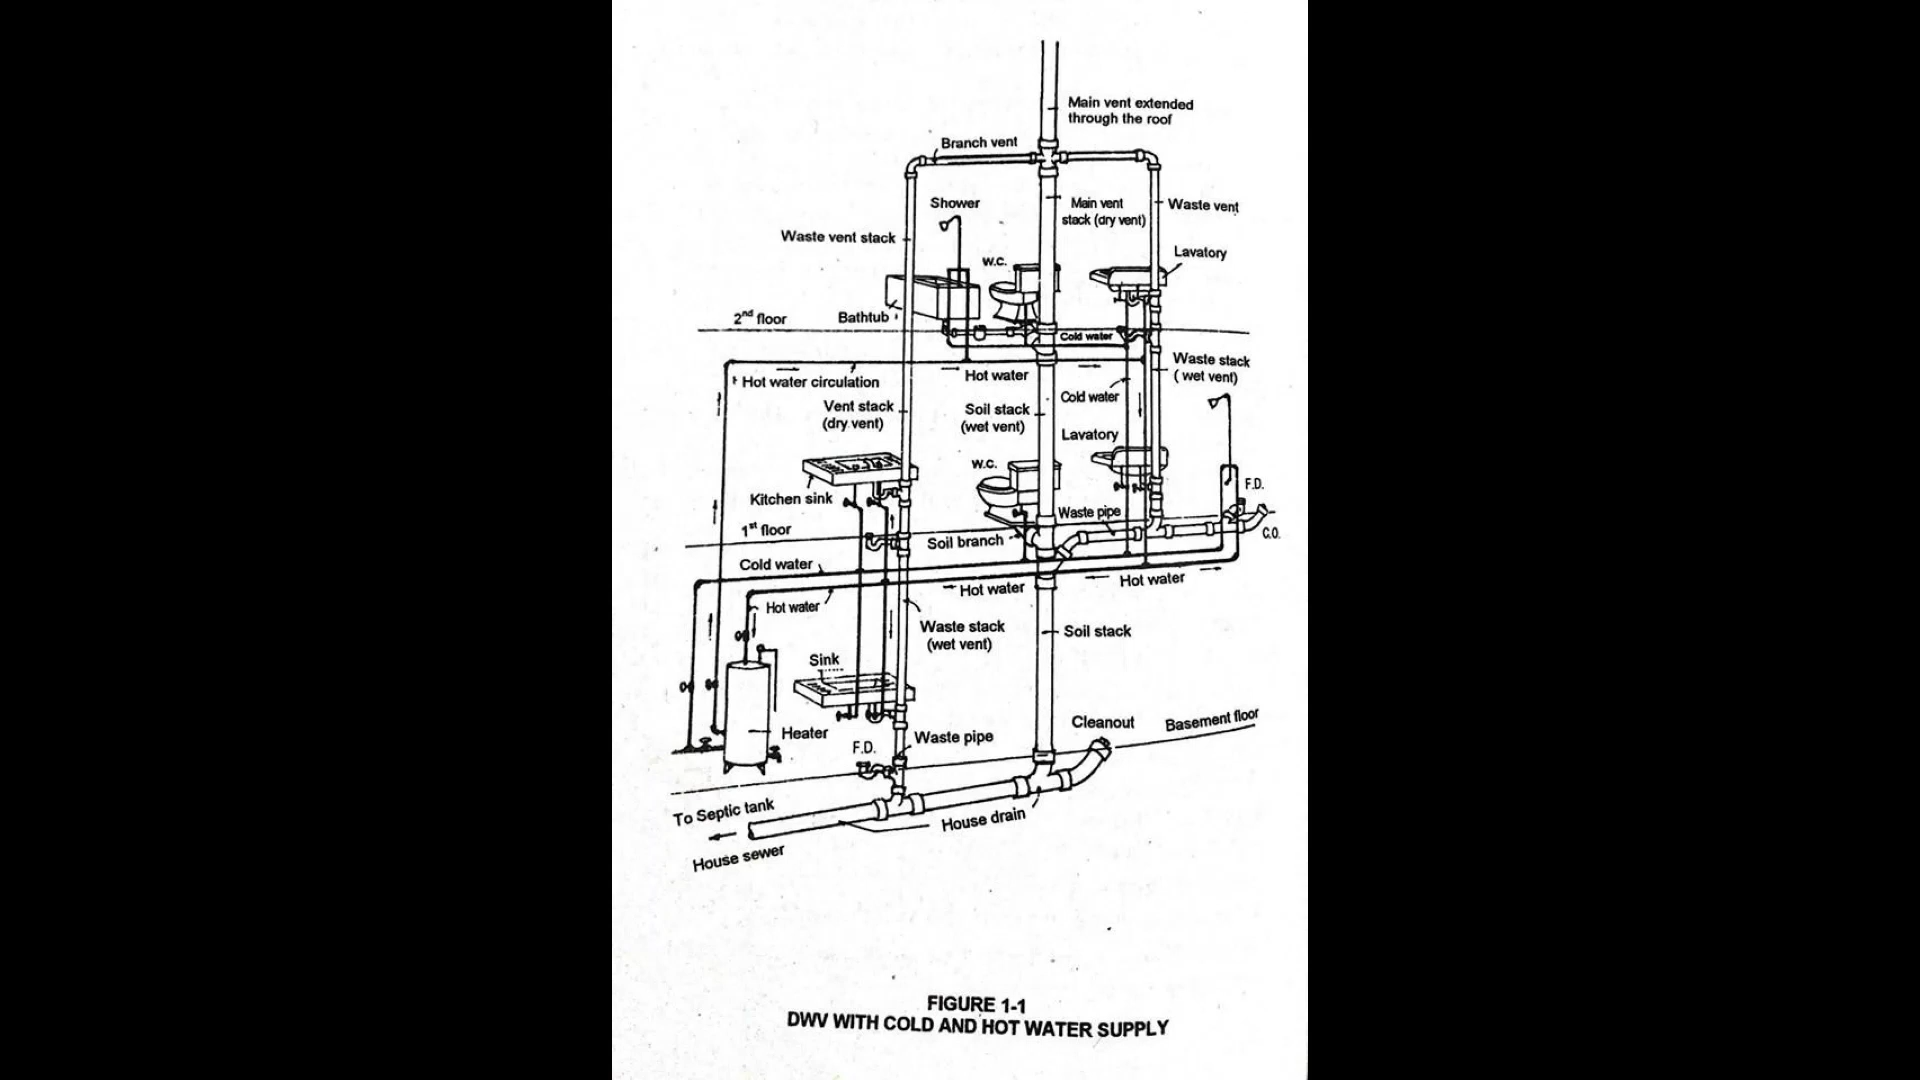 Main vent extended
through the roof
Branch vent
Shower
Main vent
stack (dry vent)
Waste vent
Waste vent stack
W.C.
Lavatory
2nd floor
Bathtub
Cold water
Waste stack
( wet vent)
Hot water circulation
Hot water
Cold water
Vent stack
(dry vent)
Soil stack
(wet vent)
Lavatory
W.C.
Kitchen sink
F.D.
Waste pipe
1st floor
Soil branch
C.O.
Cold water
Hot water
Hot water
Hot water
Waste stack
(wet vent)
Soil stack
Sink
Cleanout
Basement floor
Heater
F.D.
Waste pipe
To Septic tank
House drain
House sewer
FIGURE 1-1
DWV WITH COLD AND HOT WATER SUPPLY